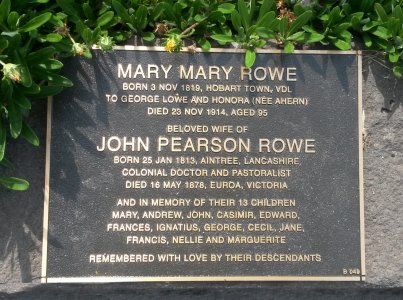 MARY MARY ROWE
BORN 3 NOV 1819, HOBART TOWN, VDL
TO GEORGE LOWE AND HONORA (NÉE AHERN)
DIED 23 NOV 1914, AGED 95
BELOVED WIFE OF
JOHN PEARSON ROWE
BORN 25 JAN 1813, AINTREE, LANCASHIRE
COLONIAL DOCTOR AND PASTORALIST
DIED 16 MAY 1878, EUROA, VICTORIA
AND IN MEMORY OF THEIR 13 CHILDREN
MARY, ANDREW, JOHN, CASIMIR, EDWARD,
FRANCES, IGNATIUS, GEORGE, CECIL, JANE,
FRANCIS, NELLIE AND MARGUERITE
REMEMBERED WITH LOVE BY THEIR DESCENDANTS